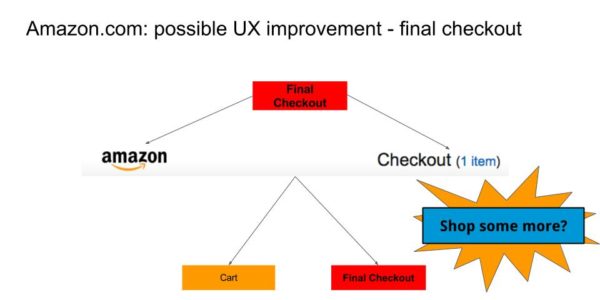 Amazon.com: possible UX improvement - final checkout
Final
Checkout
amazon
Checkout (1 item)
Shop some more?
Cart
Final Checkout